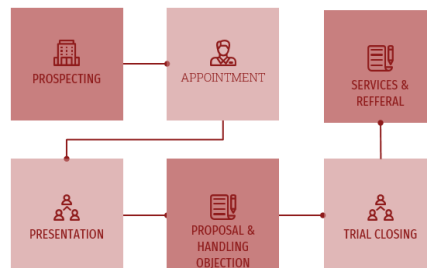 PROSPECTING
APPOINTMENT
PRESENTATION
PROPOSAL &
HANDLING
OBJECTION
TRIAL CLOSING
SERVICES &
REFFERAL